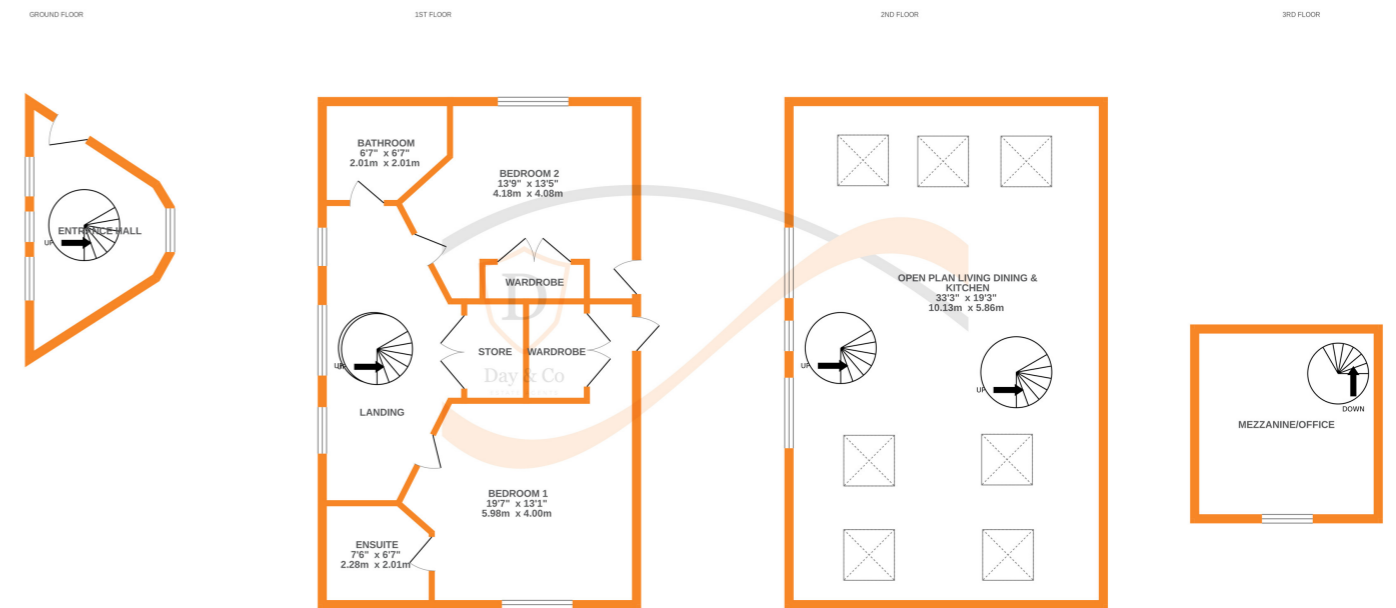 GROUND FLOOR
1ST FLOOR
2ND FLOOR
3RD FLOOR
ENTRANCE HALL
UP
BATHROOM
6'7" x 6'7"
2.01m x 2.01m
BEDROOM 2
13'9" x 13'5"
4.18m x 4.08m
WARDROBE
D
STORE
WARDROBE
Day & Co
UP
LANDING
BEDROOM 1
19'7" x 13'1"
5.98m x 4.00m
ENSUITE
7'6" x 6'7"
2.28m x 2.01m
OPEN PLAN LIVING DINING &
KITCHEN
33'3" x 19'3"
10.13m x 5.86m
UP
UP
DOWN
MEZZANINE/OFFICE